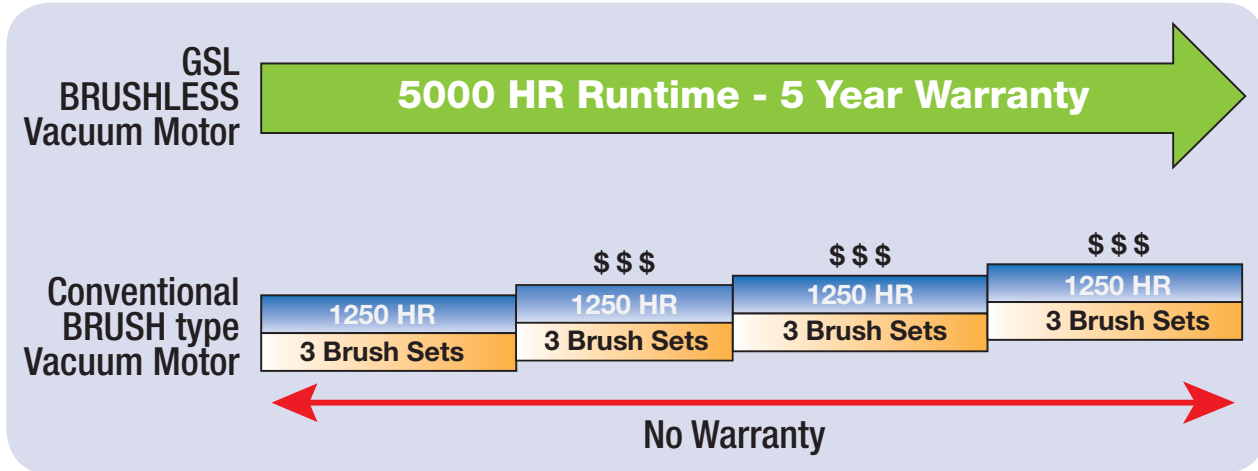 GSL
BRUSHLESS
Vacuum Motor
5000 HR Runtime - 5 Year Warranty
Conventional
BRUSH type
Vacuum Motor
1250 HR
3 Brush Sets
$ $ $
1250 HR
3 Brush Sets
$ $ $
1250 HR
3 Brush Sets
$ $ $
1250 HR
3 Brush Sets
No Warranty